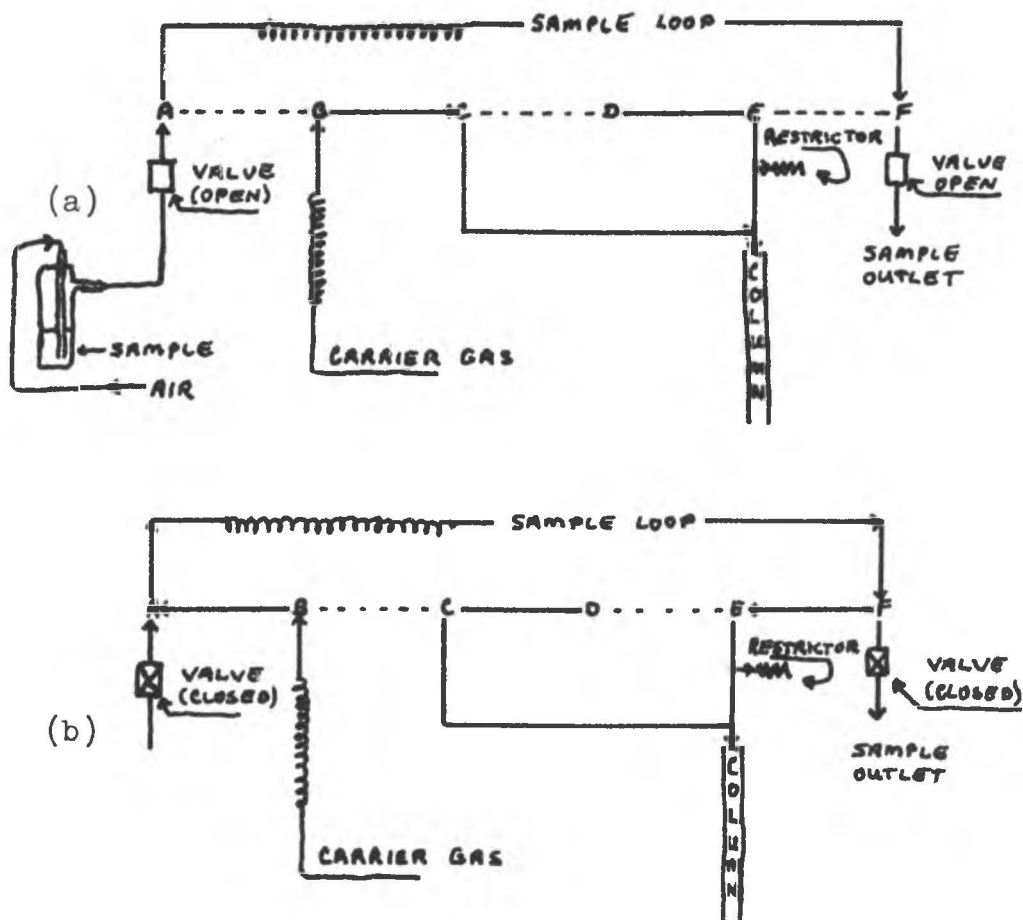 SAMPLE LOOP
A B C D E F
RESTRICTOR
VALVE
(OPEN)
VALVE
OPEN
(a)
SAMPLE
OUTLET
SAMPLE
CARRIER GAS
AIR
COLUMN
SAMPLE LOOP
B C D E F
RESTRICTOR
VALVE
(CLOSED)
VALVE
(CLOSED)
(b)
SAMPLE
OUTLET
CARRIER GAS
COLUMN